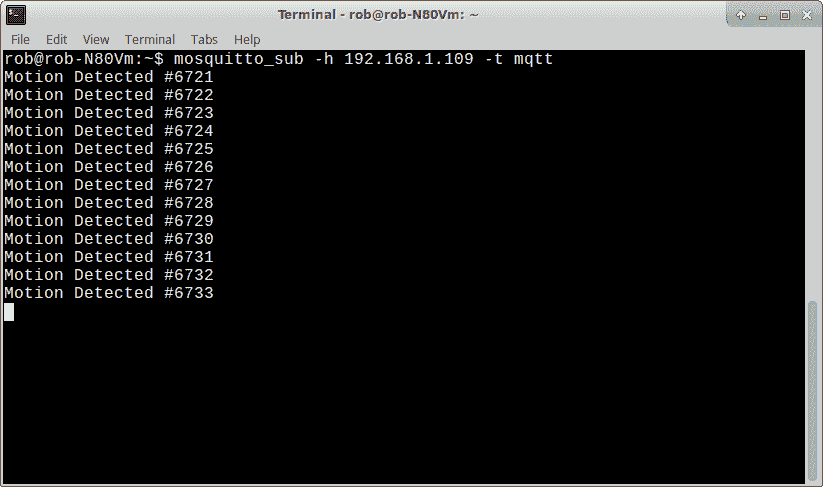 Terminal - rob@rob-N80Vm: ~
File Edit View Terminal Tabs Help
rob@rob-N80Vm:~$ mosquitto_sub -h 192.168.1.109 -t mqtt
Motion Detected #6721
Motion Detected #6722
Motion Detected #6723
Motion Detected #6724
Motion Detected #6725
Motion Detected #6726
Motion Detected #6727
Motion Detected #6728
Motion Detected #6729
Motion Detected #6730
Motion Detected #6731
Motion Detected #6732
Motion Detected #6733